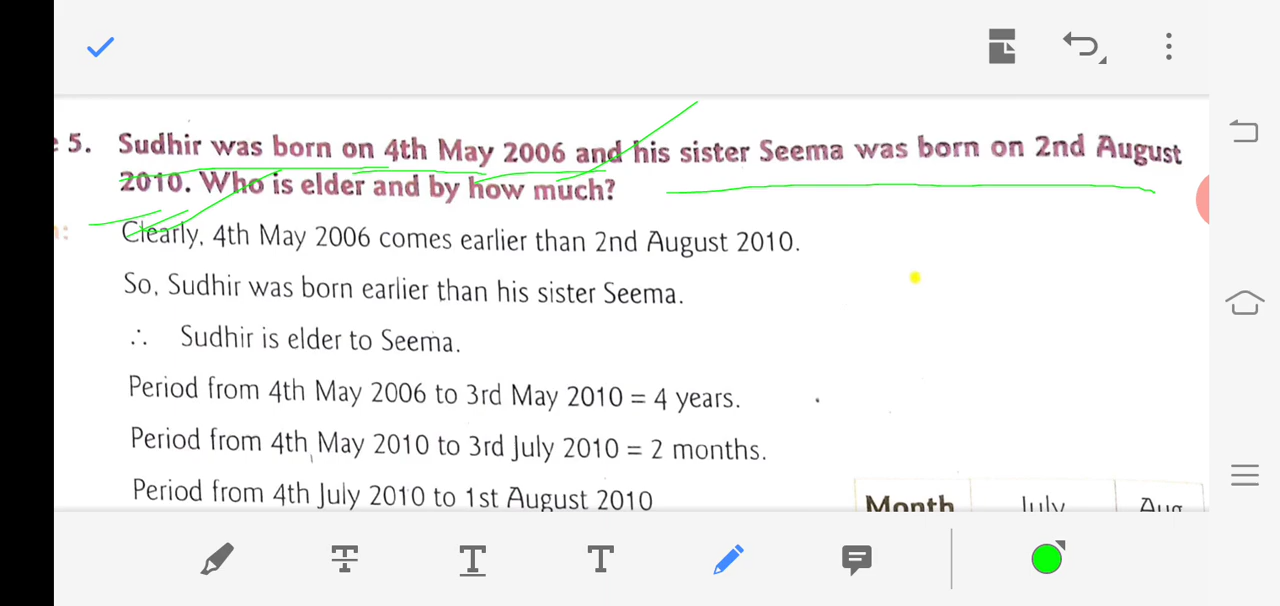 5. Sudhir was born on 4th May 2006 and his sister Seema was born on 2nd August
2010. Who is elder and by how much?
Clearly, 4th May 2006 comes earlier than 2nd August 2010.
So, Sudhir was born earlier than his sister Seema.
∴ Sudhir is elder to Seema.
Period from 4th May 2006 to 3rd May 2010 = 4 years.
Period from 4th May 2010 to 3rd July 2010 = 2 months.
Period from 4th July 2010 to 1st August 2010
Month July Aug
T T T